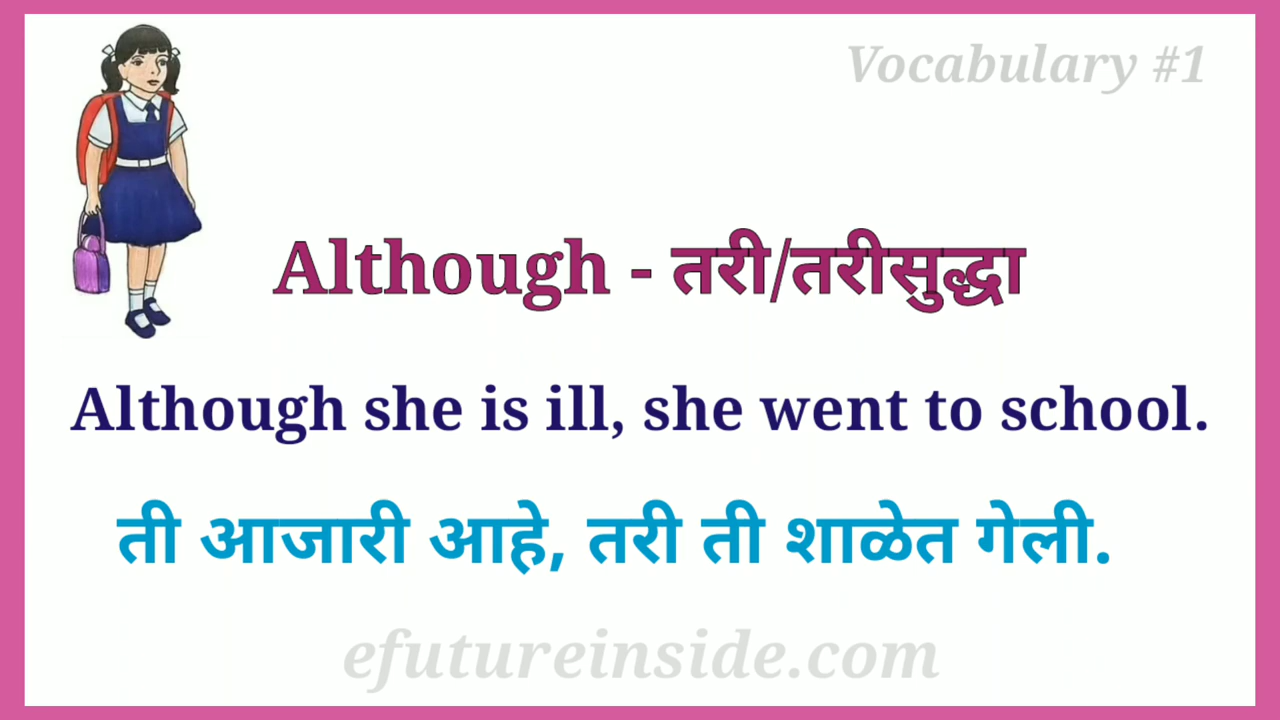 Vocabulary #1
Although - तरी/तरीसुद्धा
Although she is ill, she went to school.
ती आजारी आहे, तरी ती शाळेत गेली.
efutureinside.com